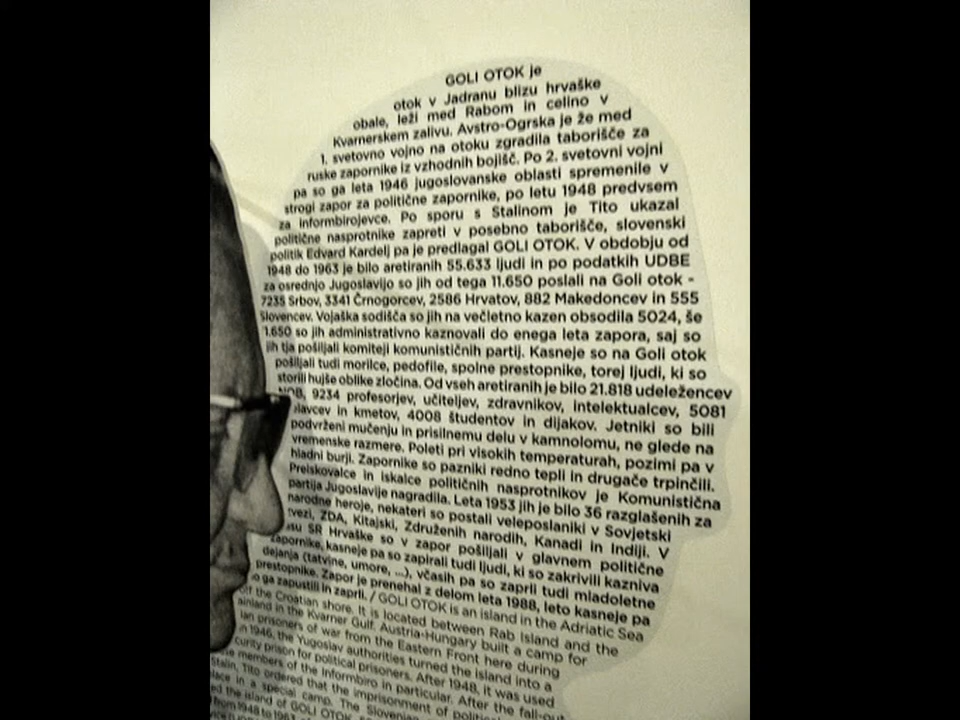 GOLI OTOK je
otok v Jadranu blizu hrvaške
obale, leži med Rabom in celino v
Kvarnerskem zalivu. Avstro-Ogrska je že med
1. svetovno vojno na otoku zgradila taborišče za
ruske zapornike iz vzhodnih bojišč. Po 2. svetovni vojni
pa so ga leta 1946 jugoslovanske oblasti spremenile v
strogi zapor za politične zapornike, po letu 1948 predvsem
za informbirojevce. Po sporu s Stalinom je Tito ukazal
politične nasprotnike zapreti v posebno taborišče, slovenski
politik Edvard Kardelj pa je predlagal GOLI OTOK. V obdobju od
1948 do 1963 je bilo aretiranih 55.633 ljudi in po podatkih UDBE
za osrednjo Jugoslavijo so jih od tega 11.650 poslali na Goli otok -
7235 Srbov, 3341 Črnogorcev, 2586 Hrvatov, 882 Makedoncev in 555
Slovencev. Vojaška sodišča so jih na večletno kazen obsodila 5024, še
1.650 so jih administrativno kaznovali do enega leta zapora, saj so
jih tja pošiljali komiteji komunističnih partij. Kasneje so na Goli otok
pošiljali tudi morilce, pedofile, spolne prestopnike, torej ljudi, ki so
storili hujše oblike zločina. Od vseh aretiranih je bilo 21.818 udeležencev
NOB, 9234 profesorjev, učiteljev, zdravnikov, intelektualcev, 5081
in kmetov, 4008 študentov in dijakov. Jetniki so bili
podvrženi mučenju in prisilnemu delu v kamnolomu, ne glede na
vremenske razmere. Poleti pri visokih temperaturah, pozimi pa v
hladni burji. Zapornike so pazniki redno tepli in drugače trpinčili.
Preiskovalce in iskalce političnih nasprotnikov je Komunistična
partija Jugoslavije nagradila. Leta 1953 jih je bilo 36 razglašenih za
narodne heroje, nekateri so postali veleposlaniki v Sovjetski
zvezi, ZDA, Kitajski, Združenih narodih, Kanadi in Indiji. V
SR Hrvaške so v zapor pošiljali v glavnem politične
zapornike, kasneje pa so zapirali tudi ljudi, ki so zakrivili kazniva
dejanja (tatvine, umore, ...), včasih pa so zaprli tudi mladoletne
prestopnike. Zapor je prenehal z delom leta 1988, leto kasneje pa
so ga zapustili in zaprli. / GOLI OTOK is an island in the Adriatic Sea
off the Croatian shore. It is located between Rab Island and the
mainland in the Kvarner Gulf. Austria-Hungary built a camp for
prisoners of war from the Eastern Front here during
in 1946, the Yugoslav authorities turned the island into a
security prison for political prisoners. After 1948, it was used
members of the Informbiro in particular. After the fall-out
Stalin, Tito ordered that the imprisonment of
in a special camp. The Slovenian
the island of GOLI OTOK
from 1948 to 1963